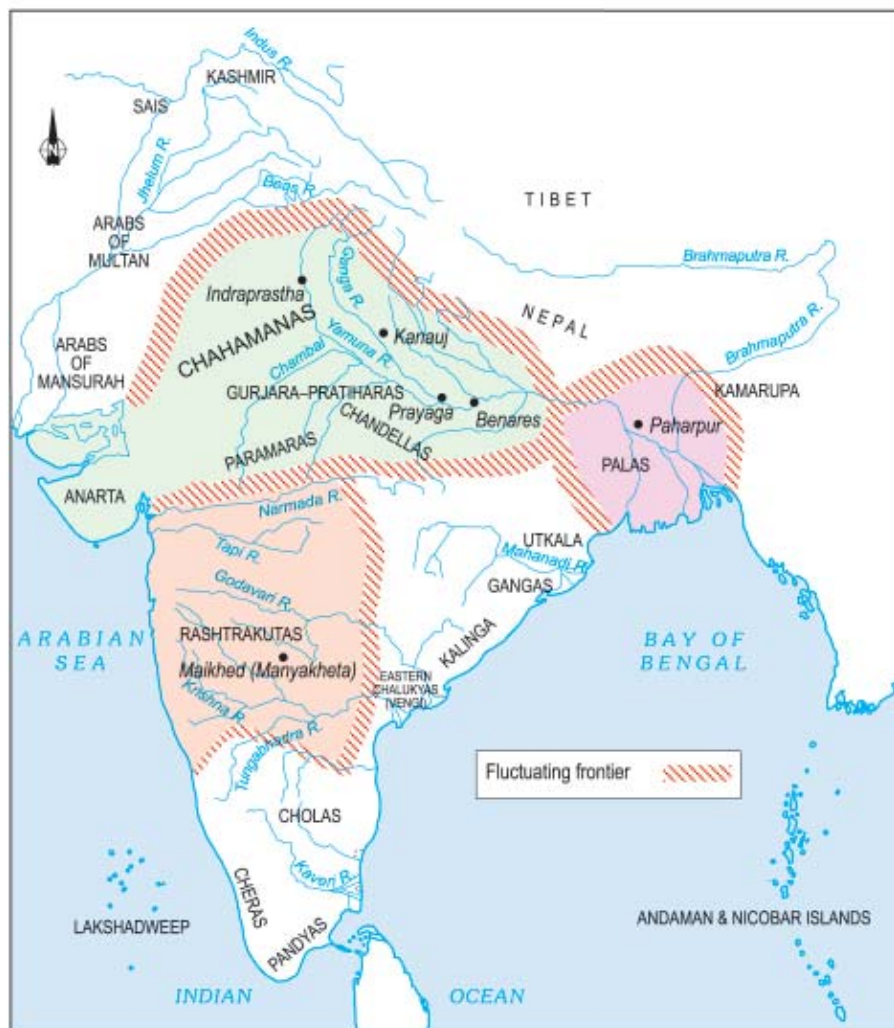 Indus R.
KASHMIR
SAIS
N
Jhelum R.
Beas R.
TIBET
ARABS
OF
MULTAN
Brahmaputra R.
Indraprastha
Ganga R.
NEPAL
Brahmaputra R.
CHAHAMANAS
Kanauj
ARABS
OF
MANSURAH
Chambal
Yamuna R.
KAMARUPA
GURJARA–PRATIHARAS
Prayaga
Benares
CHANDELLAS
Paharpur
PARAMARAS
PALAS
ANARTA
Narmada R.
UTKALA
Tapi R.
Mahanadi R.
GANGAS
Godavari R.
ARABIAN
SEA
RASHTRAKUTAS
Malkhed (Manyakheta)
KALINGA
BAY OF
BENGAL
EASTERN
CHALUKYAS
(VENGI)
Krishna R.
Tungabhadra R.
Fluctuating frontier
CHOLAS
Kaveri R.
CHERAS
LAKSHADWEEP
PANDYAS
ANDAMAN & NICOBAR ISLANDS
INDIAN
OCEAN